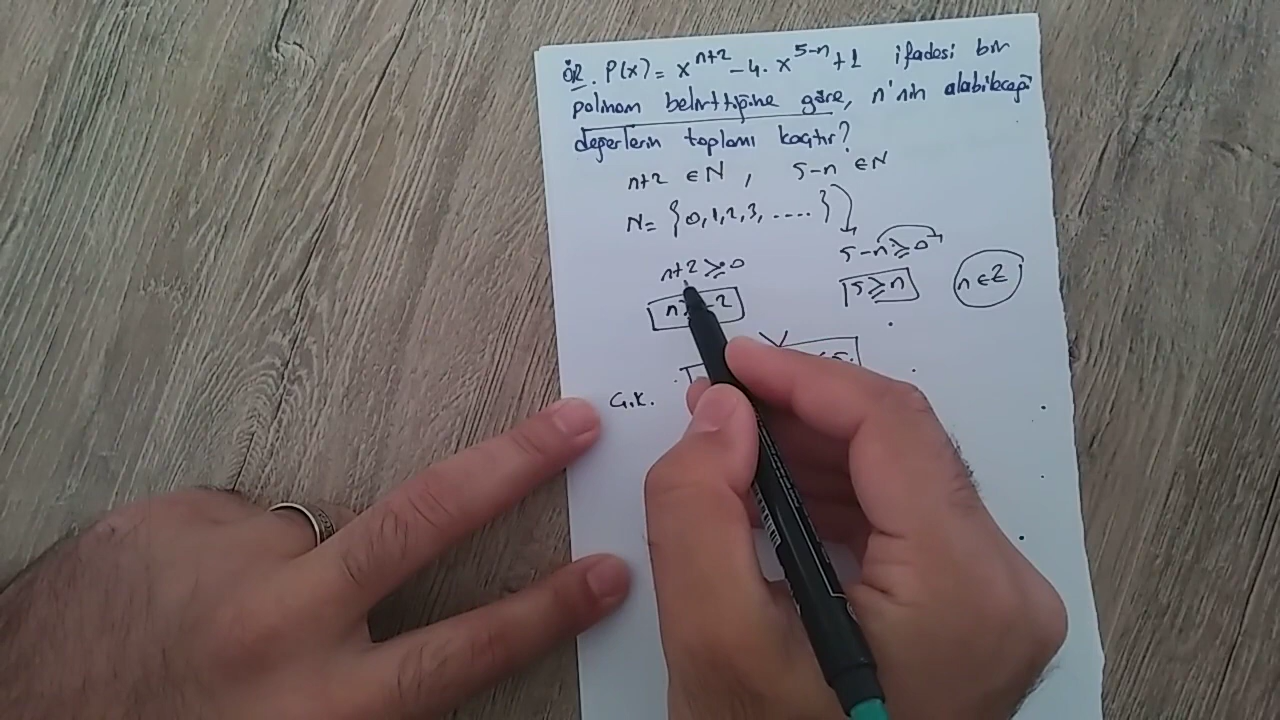 ÖR. P(x) = x^(n+2) - 4. x^(5-n) + 1 ifadesi bir
polinom belirttiğine göre, n'nin alabileceği
değerlerin toplamı kaçtır?
n+2 ∈ N , 5-n ∈ N
N = {0,1,2,3, .....}
n+2 ≥ 0 5-n ≥ 0
5 ≥ n n ∈ Z
Ç.K.